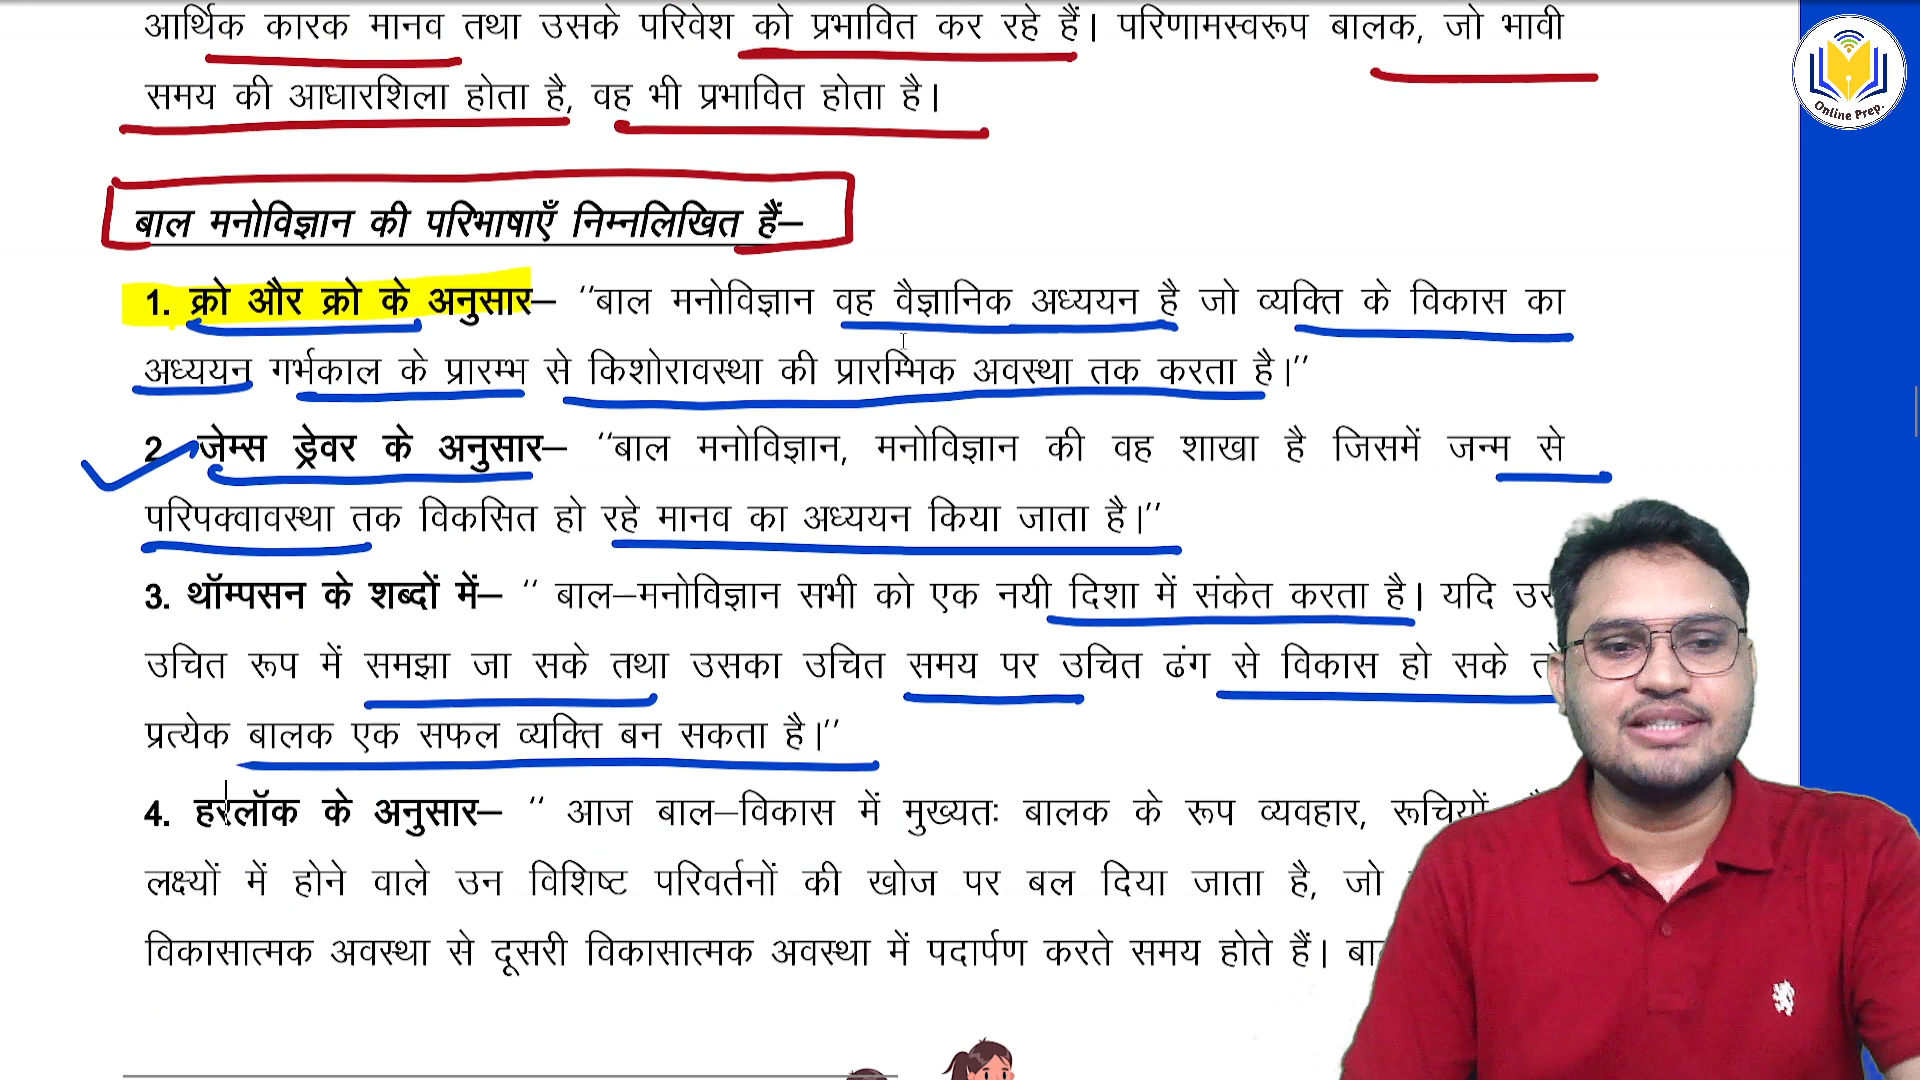 आर्थिक कारक मानव तथा उसके परिवेश को प्रभावित कर रहे हैं। परिणामस्वरूप बालक, जो भावी
समय की आधारशिला होता है, वह भी प्रभावित होता है।
Online Prep.
बाल मनोविज्ञान की परिभाषाएँ निम्नलिखित हैं–
1. क्रो और क्रो के अनुसार– ''बाल मनोविज्ञान वह वैज्ञानिक अध्ययन है जो व्यक्ति के विकास का
अध्ययन गर्भकाल के प्रारम्भ से किशोरावस्था की प्रारम्भिक अवस्था तक करता है।''
2 जेम्स ड्रेवर के अनुसार– ''बाल मनोविज्ञान, मनोविज्ञान की वह शाखा है जिसमें जन्म से
परिपक्वावस्था तक विकसित हो रहे मानव का अध्ययन किया जाता है।''
3. थॉम्पसन के शब्दों में– '' बाल–मनोविज्ञान सभी को एक नयी दिशा में संकेत करता है। यदि
उचित रूप में समझा जा सके तथा उसका उचित समय पर उचित ढंग से विकास हो सके
प्रत्येक बालक एक सफल व्यक्ति बन सकता है।''
4. हरलॉक के अनुसार– '' आज बाल–विकास में मुख्यतः बालक के रूप व्यवहार, रूचियों
लक्ष्यों में होने वाले उन विशिष्ट परिवर्तनों की खोज पर बल दिया जाता है, जो
विकासात्मक अवस्था से दूसरी विकासात्मक अवस्था में पदार्पण करते समय होते हैं।